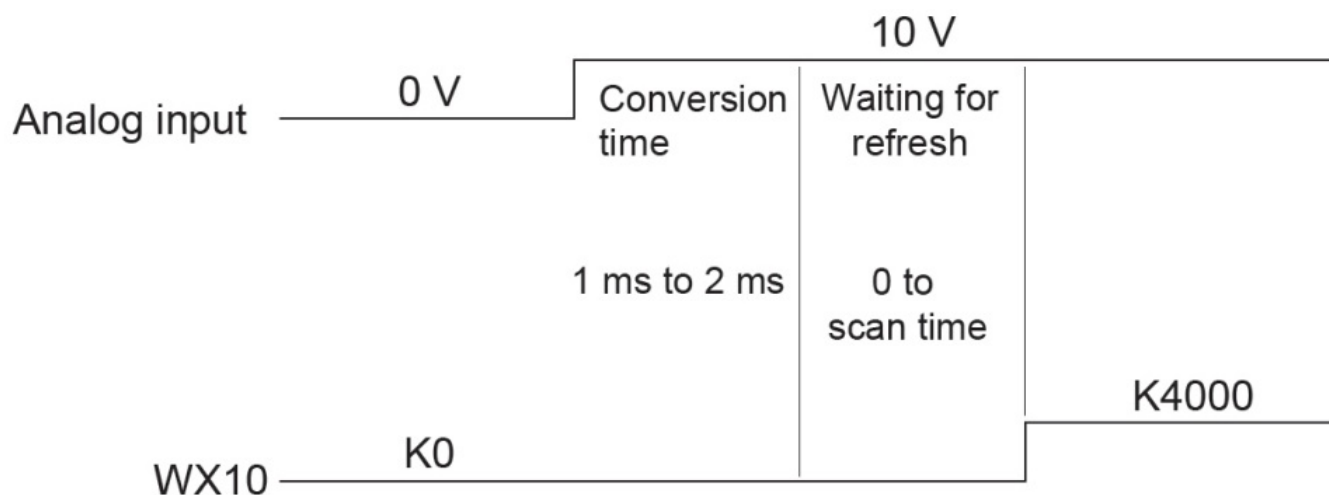 10 V
0 V
Analog input
Conversion
time
Waiting for
refresh
1 ms to 2 ms
0 to
scan time
K4000
K0
WX10